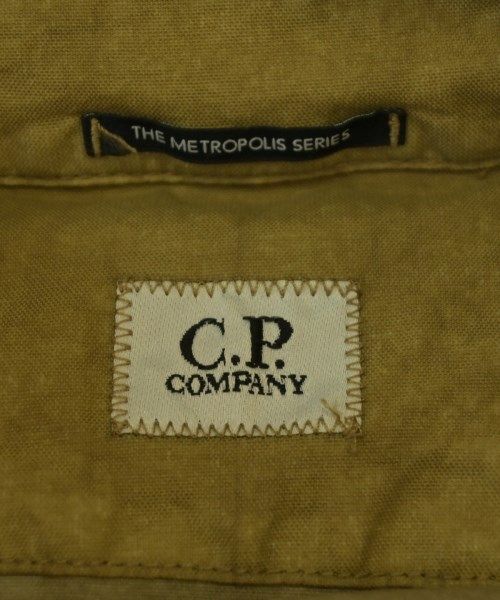 THE METROPOLIS SERIES
C.P.
COMPANY